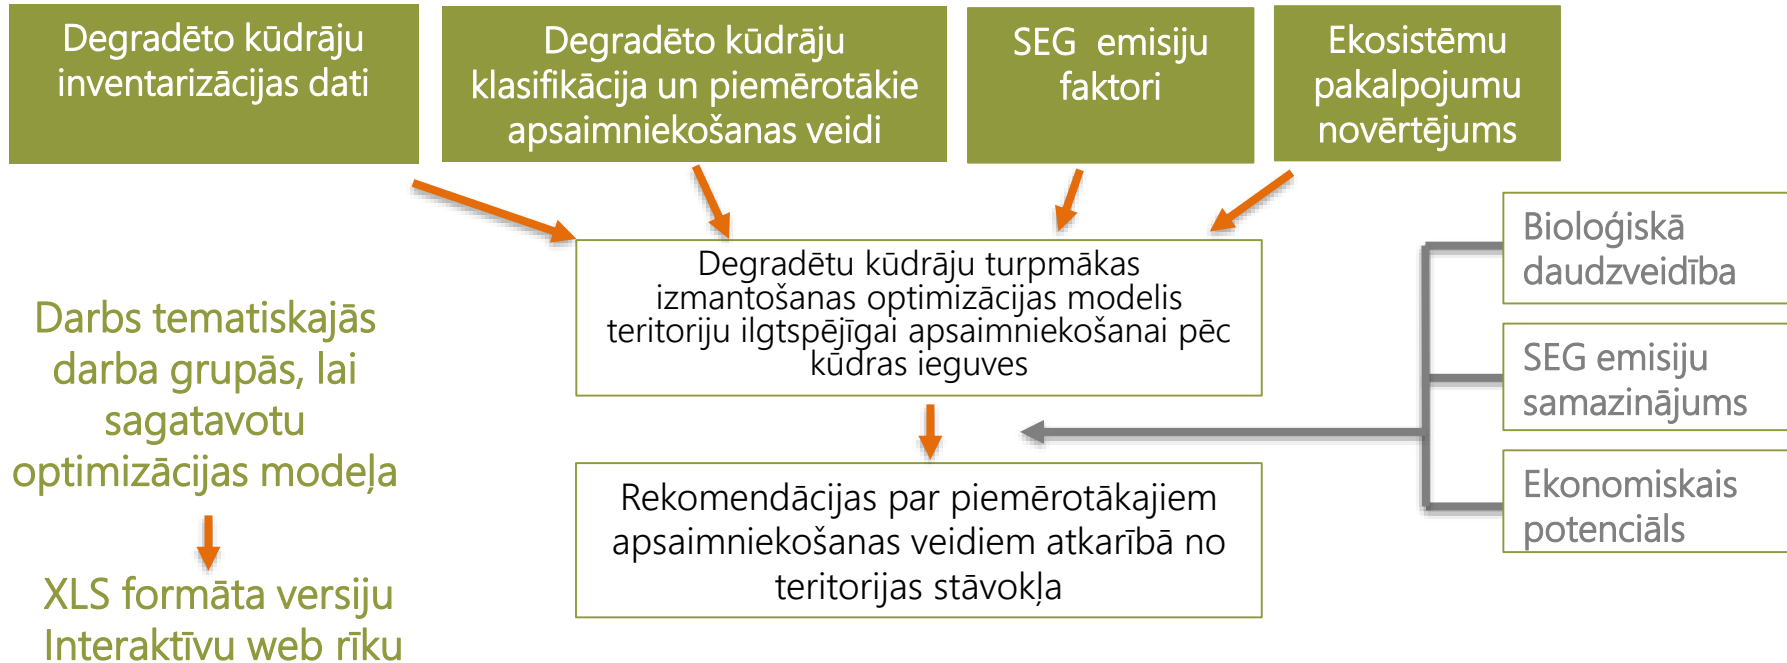 Degradēto kūdrāju
inventarizācijas dati
Degradēto kūdrāju
klasifikācija un piemērotākie
apsaimniekošanas veidi
SEG emisiju
faktori
Ekosistēmu
pakalpojumu
novērtējums
Degradētu kūdrāju turpmākas
izmantošanas optimizācijas modelis
teritoriju ilgtspējīgai apsaimniekošanai pēc
kūdras ieguves
Bioloģiskā
daudzveidība
SEG emisiju
samazinājums
Ekonomiskais
potenciāls
Darbs tematiskajās
darba grupās, lai
sagatavotu
optimizācijas modeļa
XLS formāta versiju
Interaktīvu web rīku
Rekomendācijas par piemērotākajiem
apsaimniekošanas veidiem atkarībā no
teritorijas stāvokļa